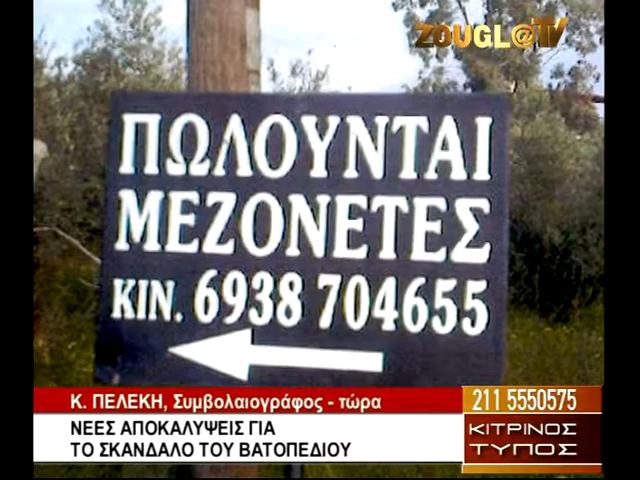 ZOUGL@TV
ΠΩΛΟΥΝΤΑΙ
ΜΕΖΟΝΕΤΕΣ
ΚΙΝ. 6938 704655
Κ. ΠΕΛΕΚΗ, Συμβολαιογράφος - τώρα
ΝΕΕΣ ΑΠΟΚΑΛΥΨΕΙΣ ΓΙΑ
ΤΟ ΣΚΑΝΔΑΛΟ ΤΟΥ ΒΑΤΟΠΕΔΙΟΥ
211 5550575
ΚΙΤΡΙΝΟΣ
ΤΥΠΟΣ